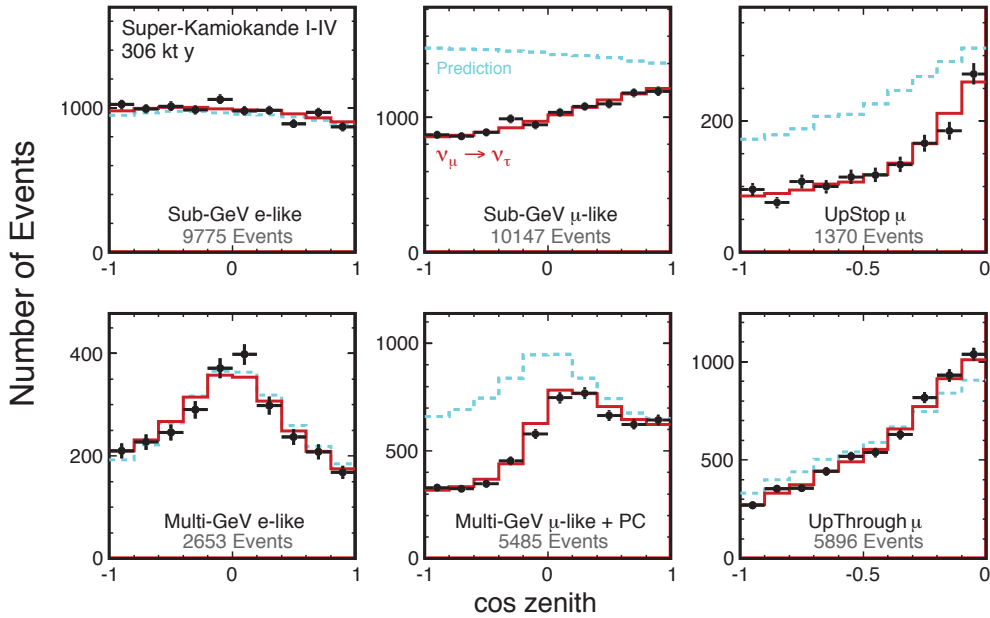 Number of Events
Super-Kamiokande I-IV
306 kt y
1000
0
-1
0
1
Sub-GeV e-like
9775 Events
Prediction
1000
0
-1
0
1
ν_μ → ν_τ
Sub-GeV μ-like
10147 Events
200
0
-1
-0.5
0
UpStop μ
1370 Events
400
200
0
-1
0
1
Multi-GeV e-like
2653 Events
1000
500
0
-1
0
1
Multi-GeV μ-like + PC
5485 Events
1000
500
0
-1
-0.5
0
UpThrough μ
5896 Events
cos zenith